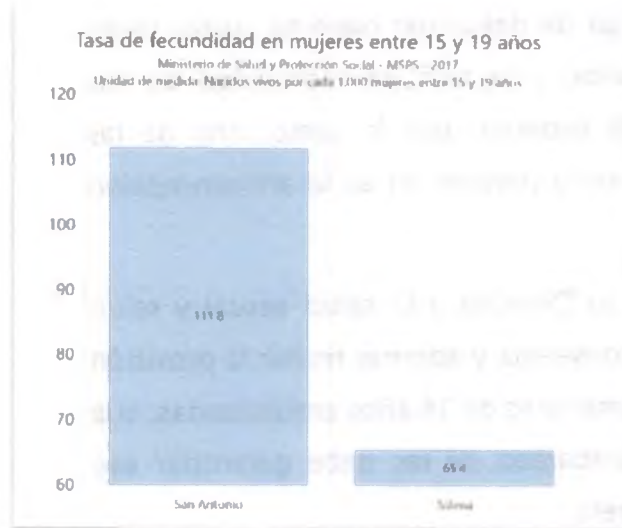 Tasa de fecundidad en mujeres entre 15 y 19 años
Ministerio de Salud y Protección Social - MSPS - 2017
Unidad de medida: Nacidos vivos por cada 1.000 mujeres entre 15 y 19 años
120
110
100
90
80
70
60
111.8
65.4
San Antonio
Tolima